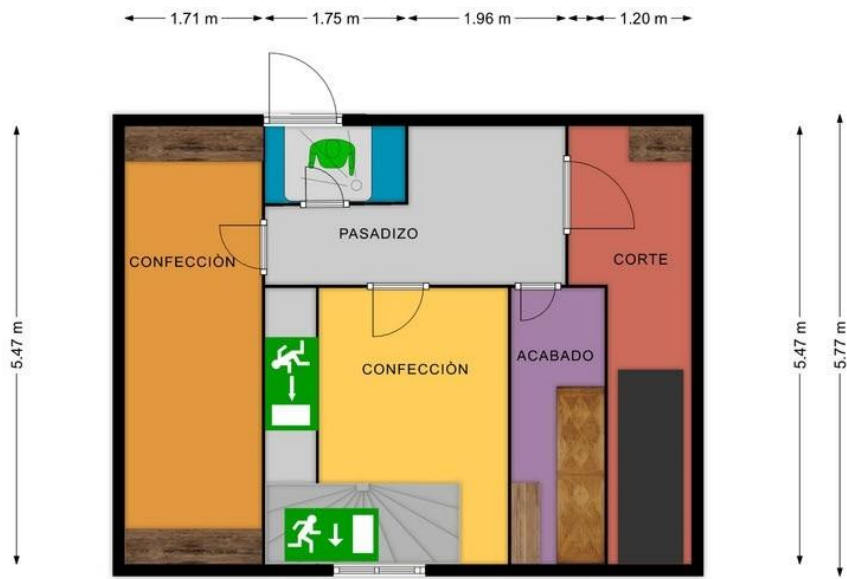 1.71 m
1.75 m
1.96 m
1.20 m
PASADIZO
CONFECCIÒN
CORTE
CONFECCIÒN
ACABADO
5.47 m
5.47 m
5.77 m